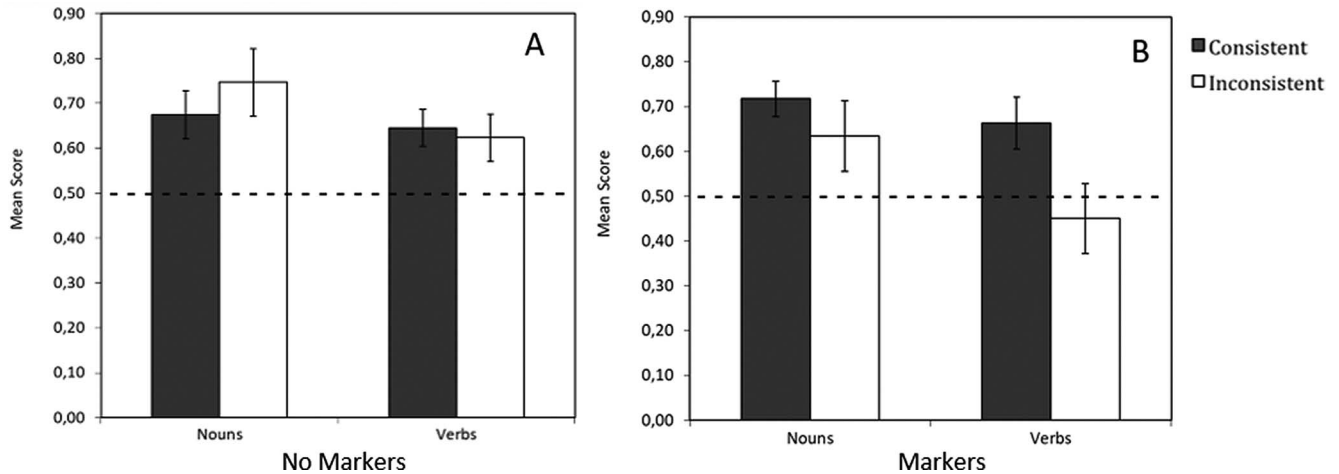 A
Mean Score
0,90
0,80
0,70
0,60
0,50
0,40
0,30
0,20
0,10
0,00
Nouns
Verbs
No Markers
B
Mean Score
0,90
0,80
0,70
0,60
0,50
0,40
0,30
0,20
0,10
0,00
Nouns
Verbs
Markers
Consistent
Inconsistent